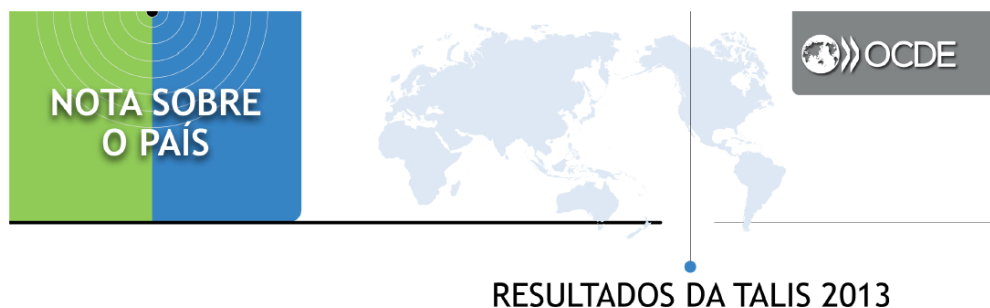 NOTA SOBRE
O PAÍS
OCDE
RESULTADOS DA TALIS 2013